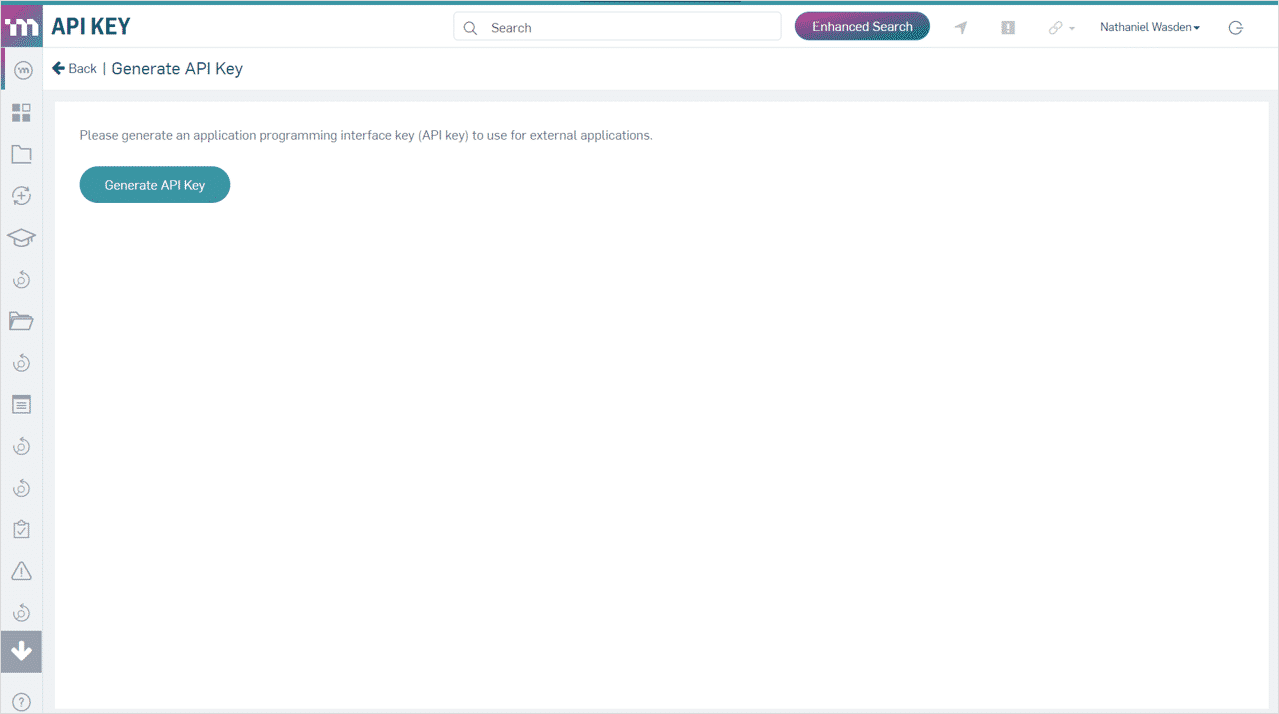 m API KEY Search Enhanced Search Nathaniel Wasden
m Back | Generate API Key
Please generate an application programming interface key (API key) to use for external applications.
Generate API Key
?